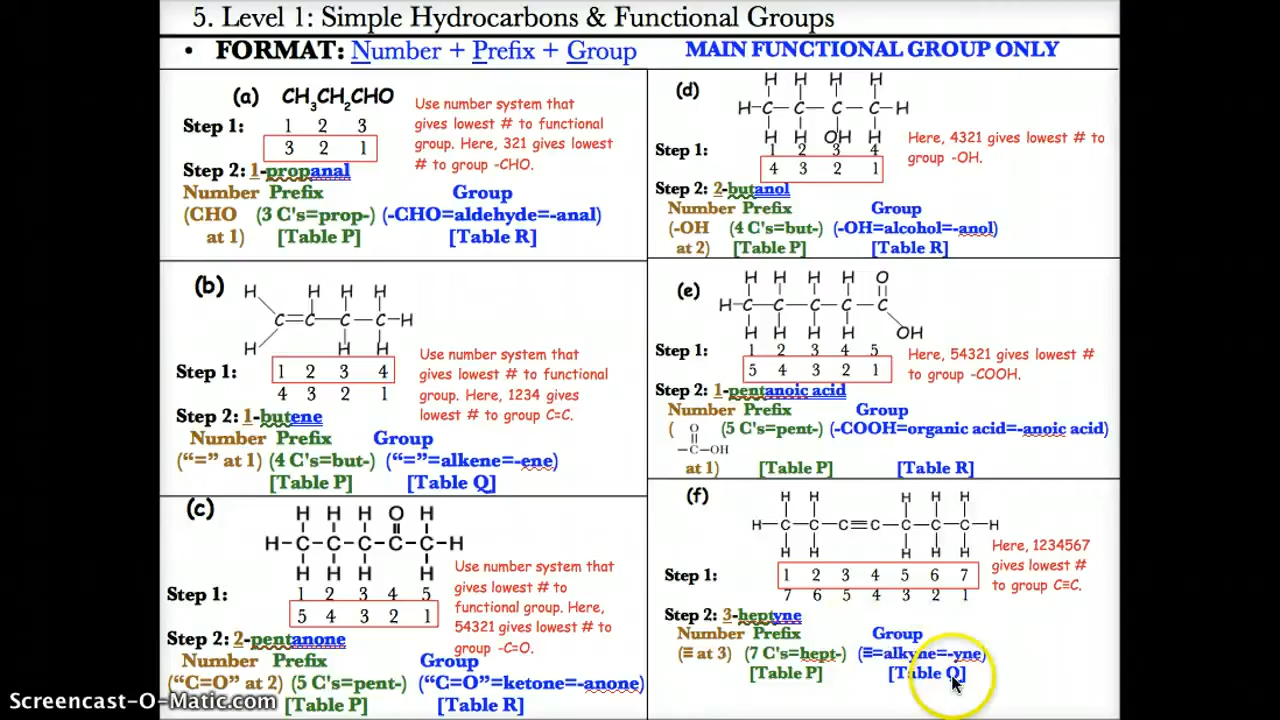 5. Level 1: Simple Hydrocarbons & Functional Groups
• FORMAT: Number + Prefix + Group
MAIN FUNCTIONAL GROUP ONLY
(a) CH3CH2CHO
Step 1: 1 2 3
3 2 1
Use number system that
gives lowest # to functional
group. Here, 321 gives lowest
# to group -CHO.
Step 2: 1-propanal
Number Prefix Group
(CHO (3 C's=prop-) (-CHO=aldehyde=-anal)
at 1) [Table P] [Table R]
(b)
H H H H
C=C–C–C–H
H H H
Step 1: 1 2 3 4
4 3 2 1
Use number system that
gives lowest # to functional
group. Here, 1234 gives
lowest # to group C=C.
Step 2: 1-butene
Number Prefix Group
("=" at 1) (4 C's=but-) ("="=alkene=-ene)
[Table P] [Table Q]
(c)
H H H O H
H–C–C–C–C–C–H
H H H H
Step 1: 1 2 3 4 5
5 4 3 2 1
Use number system that
gives lowest # to
functional group. Here,
54321 gives lowest # to
group -C=O.
Step 2: 2-pentanone
Number Prefix Group
("C=O" at 2) (5 C's=pent-) ("C=O"=ketone=-anone)
[Table P] [Table R]
(d)
H H H H
H–C–C–C–C–H
H H OH H
Step 1: 1 2 3 4
4 3 2 1
Here, 4321 gives lowest # to
group -OH.
Step 2: 2-butanol
Number Prefix Group
(-OH (4 C's=but-) (-OH=alcohol=-anol)
at 2) [Table P] [Table R]
(e)
H H H H O
H–C–C–C–C–C
H H H H OH
Step 1: 1 2 3 4 5
5 4 3 2 1
Here, 54321 gives lowest #
to group -COOH.
Step 2: 1-pentanoic acid
Number Prefix Group
( O (5 C's=pent-) (-COOH=organic acid=-anoic acid)
–C–OH
at 1) [Table P] [Table R]
(f)
H H H H H
H–C–C–C≡C–C–C–C–H
H H H H H
Step 1: 1 2 3 4 5 6 7
7 6 5 4 3 2 1
Here, 1234567
gives lowest #
to group C≡C.
Step 2: 3-heptyne
Number Prefix Group
(≡ at 3) (7 C's=hept-) (≡=alkyne=-yne)
[Table P] [Table Q]
Screencast-O-Matic.com